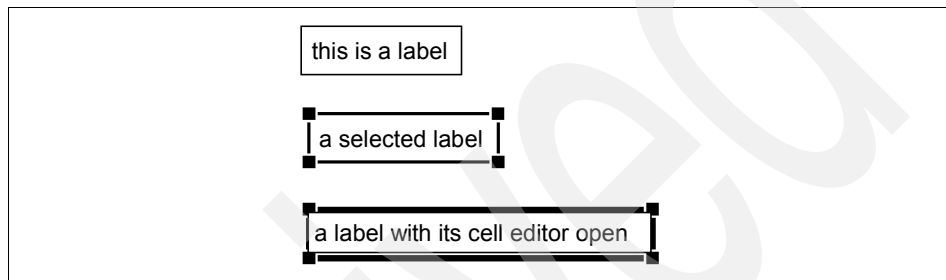 this is a label
a selected label
a label with its cell editor open